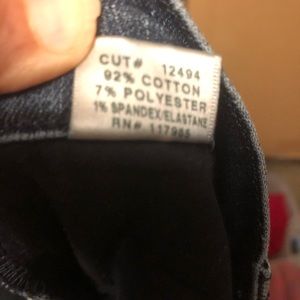 CUT# 12494
92% COTTON
7% POLYESTER
1% SPANDEX/ELASTANE
RN# 117985